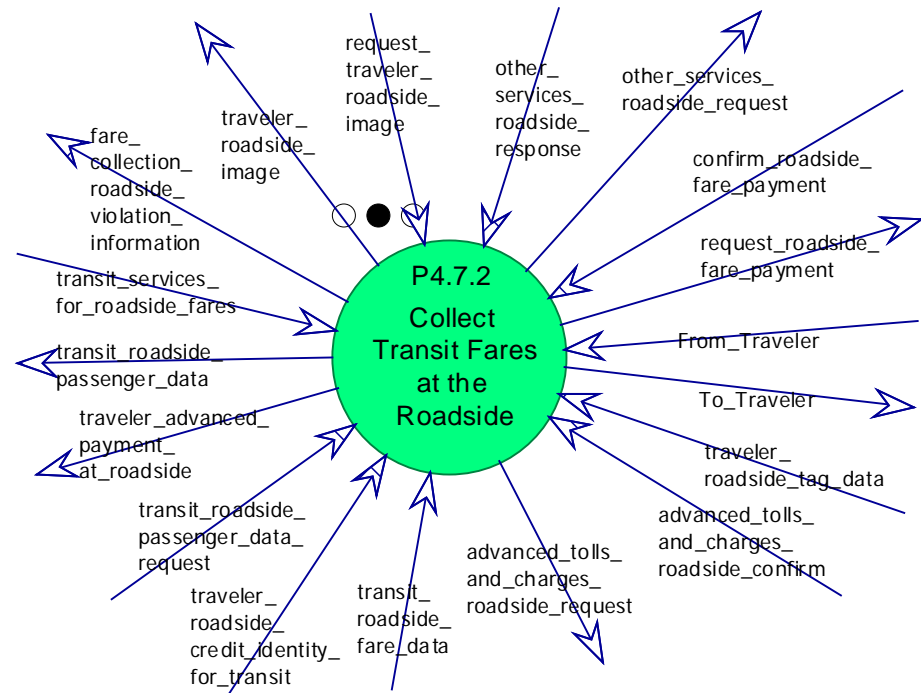 request_
traveler_
roadside_
image
other_
services_
roadside_
response
other_services_
roadside_request
traveler_
roadside_
image
fare_
collection_
roadside_
violation_
information
confirm_roadside_
fare_payment
request_roadside_
fare_payment
transit_services_
for_roadside_fares
P4.7.2
Collect
Transit Fares
at the
Roadside
From_Traveler
transit_roadside_
passenger_data
To_Traveler
traveler_advanced_
payment_
at_roadside
traveler_
roadside_tag_data
transit_roadside_
passenger_data_
request
advanced_tolls_
and_charges_
roadside_confirm
traveler_
roadside_
credit_identity_
for_transit
transit_
roadside_
fare_data
advanced_tolls_
and_charges_
roadside_request